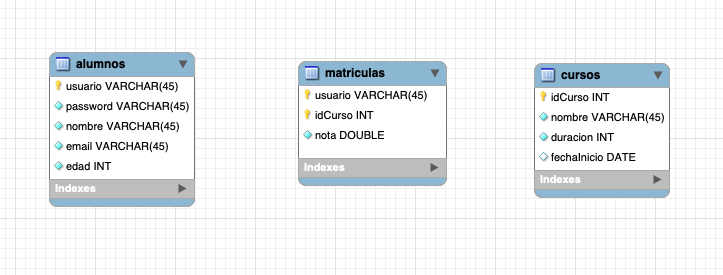 alumnos
usuario VARCHAR(45)
password VARCHAR(45)
nombre VARCHAR(45)
email VARCHAR(45)
edad INT
Indexes
matriculas
usuario VARCHAR(45)
idCurso INT
nota DOUBLE
Indexes
cursos
idCurso INT
nombre VARCHAR(45)
duracion INT
fechaInicio DATE
Indexes